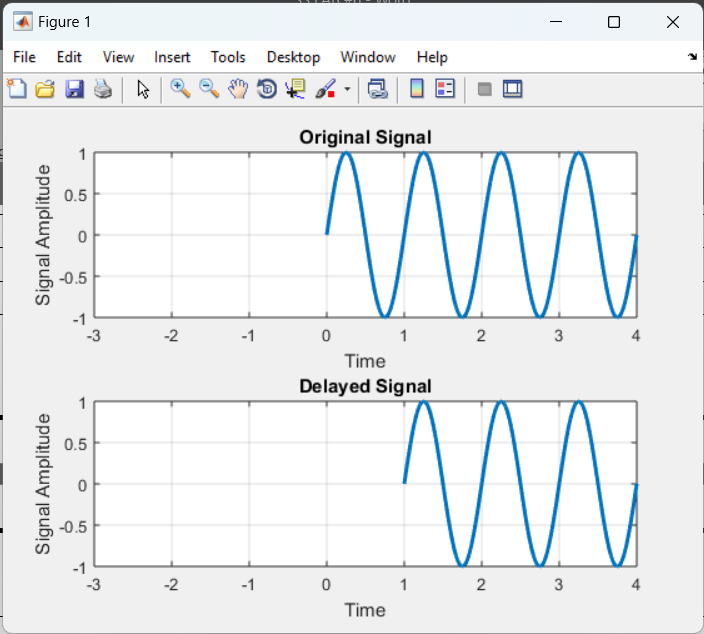 Figure 1
File Edit View Insert Tools Desktop Window Help
Original Signal
Signal Amplitude
1
0.5
0
-0.5
-1
-3 -2 -1 0 1 2 3 4
Time
Delayed Signal
Signal Amplitude
1
0.5
0
-0.5
-1
-3 -2 -1 0 1 2 3 4
Time